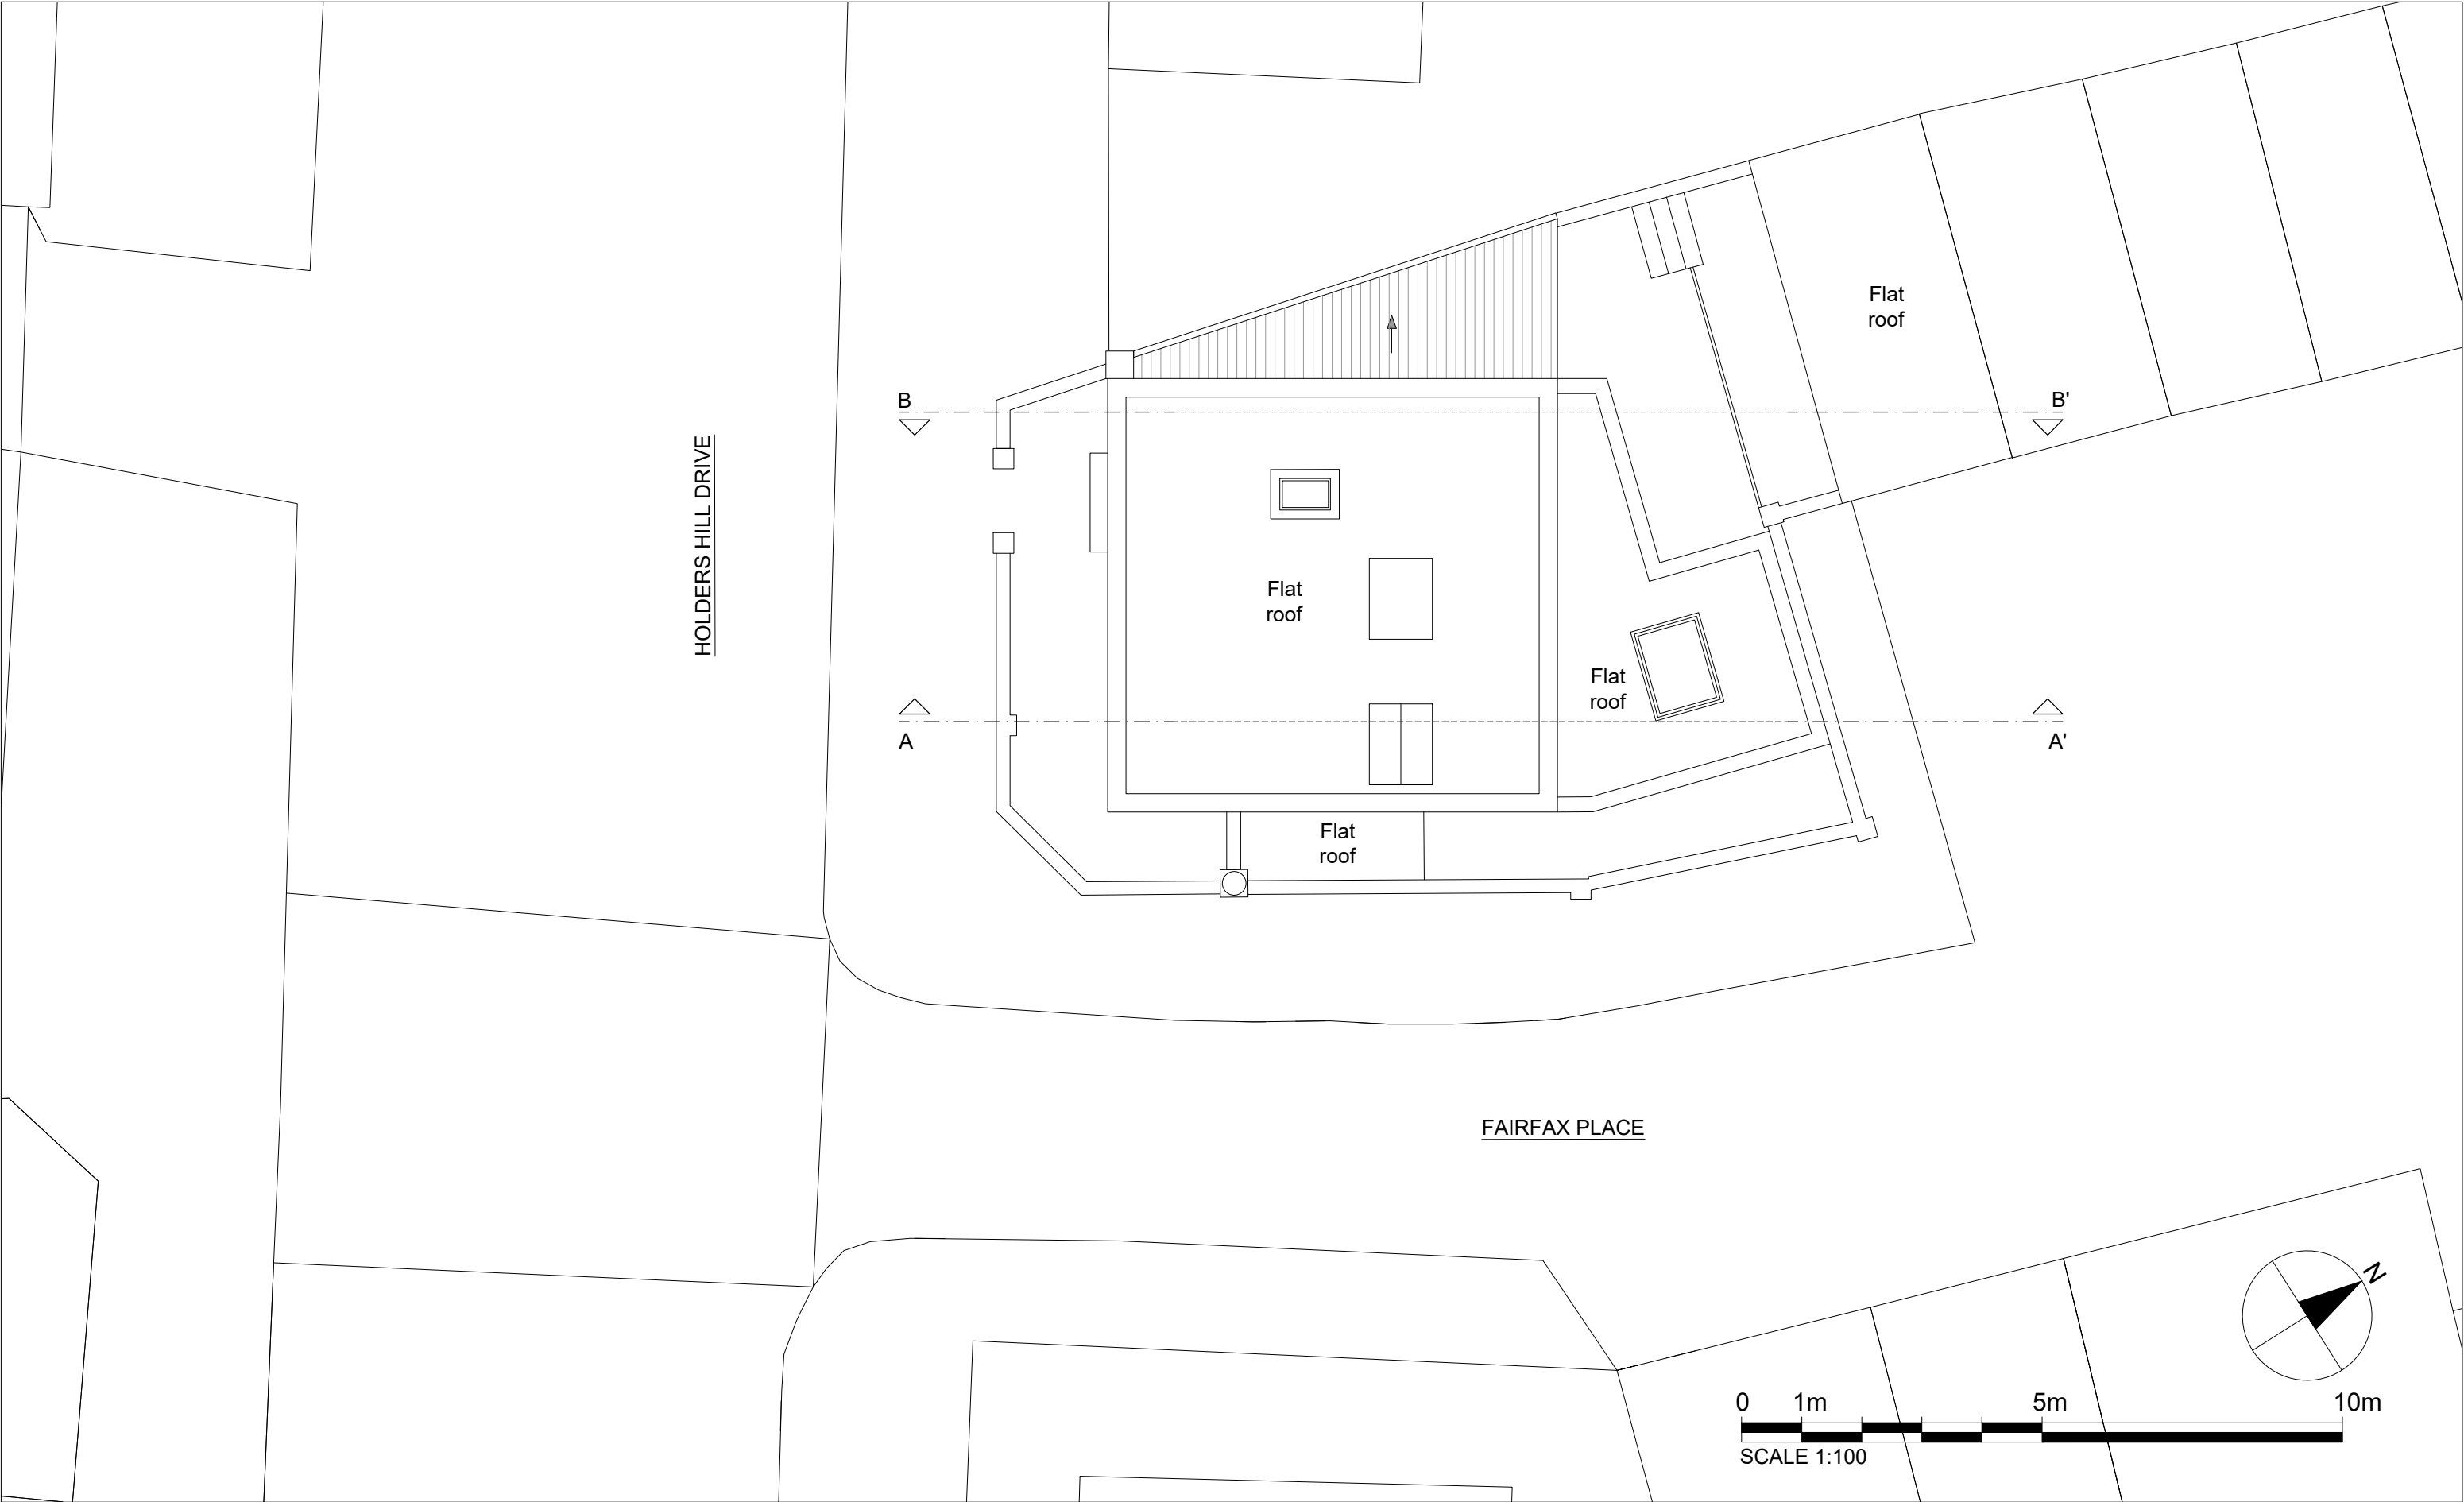 Flat
roof
B
B'
HOLDERS HILL DRIVE
Flat
roof
Flat
roof
A
A'
Flat
roof
FAIRFAX PLACE
N
0 1m 5m 10m
SCALE 1:100